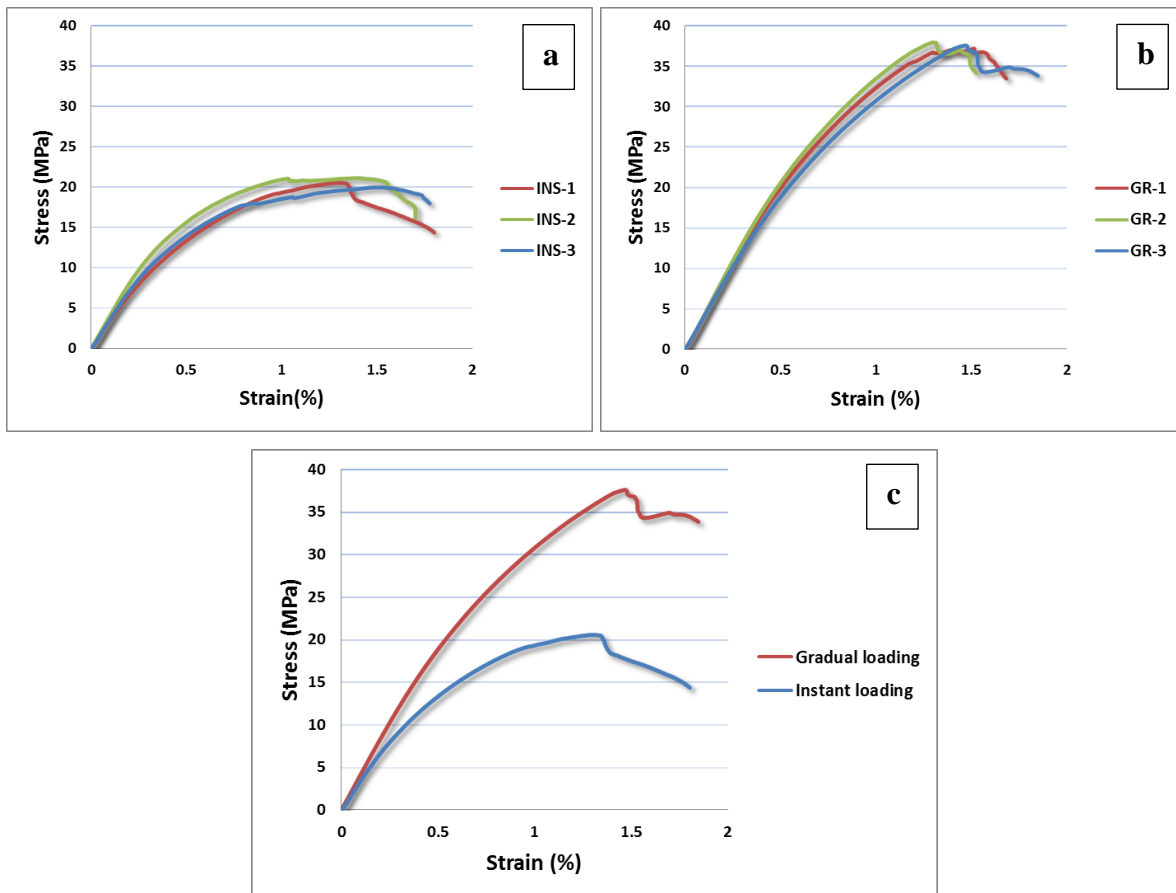 a
40
35
30
25
20
15
10
5
0
Stress (MPa)
0 0.5 1 1.5 2
Strain(%)
INS-1
INS-2
INS-3
b
40
35
30
25
20
15
10
5
0
Stress (MPa)
0 0.5 1 1.5 2
Strain (%)
GR-1
GR-2
GR-3
c
40
35
30
25
20
15
10
5
0
Stress (MPa)
0 0.5 1 1.5 2
Strain (%)
Gradual loading
Instant loading